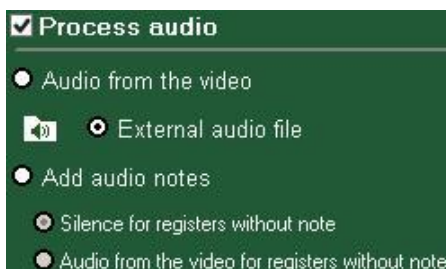 Process audio
Audio from the video
External audio file
Add audio notes
Silence for registers without note
Audio from the video for registers without note